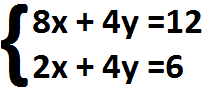 8x + 4y =12
2x + 4y =6